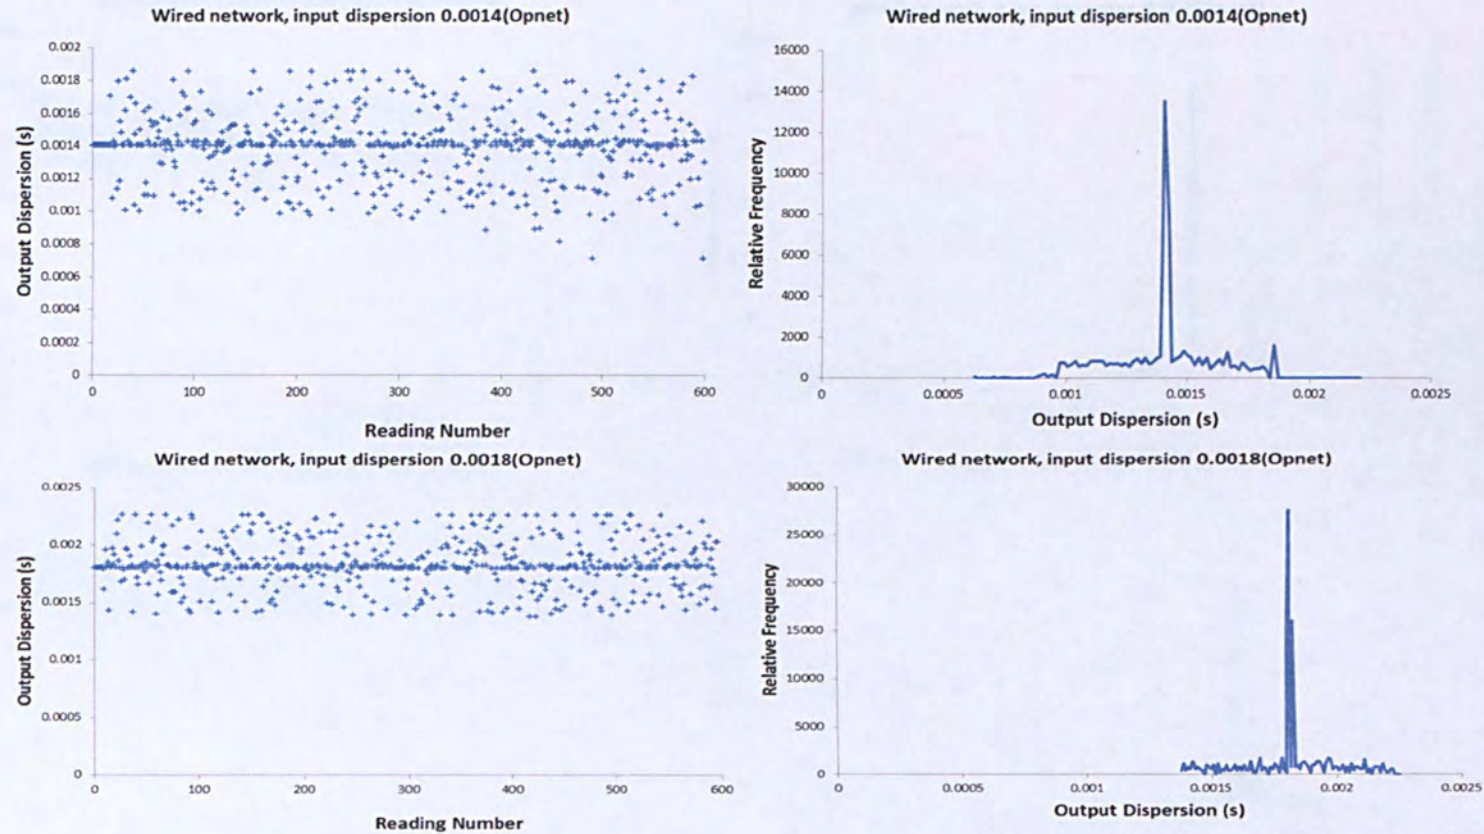 Wired network, input dispersion 0.0014(Opnet)
0.002
0.0018
0.0016
0.0014
0.0012
0.001
0.0008
0.0006
0.0004
0.0002
0
Output Dispersion (s)
0 100 200 300 400 500 600
Reading Number
Wired network, input dispersion 0.0014(Opnet)
16000
14000
12000
10000
8000
6000
4000
2000
0
Relative Frequency
0 0.0005 0.001 0.0015 0.002 0.0025
Output Dispersion (s)
Wired network, input dispersion 0.0018(Opnet)
0.0025
0.002
0.0015
0.001
0.0005
0
Output Dispersion (s)
0 100 200 300 400 500 600
Reading Number
Wired network, input dispersion 0.0018(Opnet)
30000
25000
20000
15000
10000
5000
0
Relative Frequency
0 0.0005 0.001 0.0015 0.002 0.0025
Output Dispersion (s)